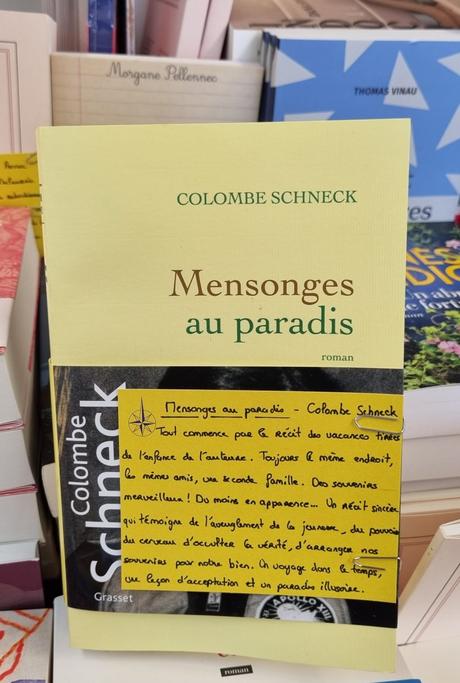 Morgane Pellennec
THOMAS VINAU
COLOMBE SCHNECK
Mensonges
au paradis
roman
Colombe
Schneck
Grasset
Mensonges au paradis - Colombe Schneck
Tout commence par le récit des vacances tirées
de l'enfance de l'auteure. Toujours le même endroit,
les mêmes amis, une seconde famille. Des souvenirs
merveilleux ! Du moins en apparence... Un récit sincère
qui témoigne de l'aveuglement de la jeunesse, du pouvoir
du cerveau d'occulter la vérité, d'arranger nos
souvenirs pour notre bien. Un voyage dans le temps,
une leçon d'acceptation et un paradis illusoire.
APOLLO XIII
roman